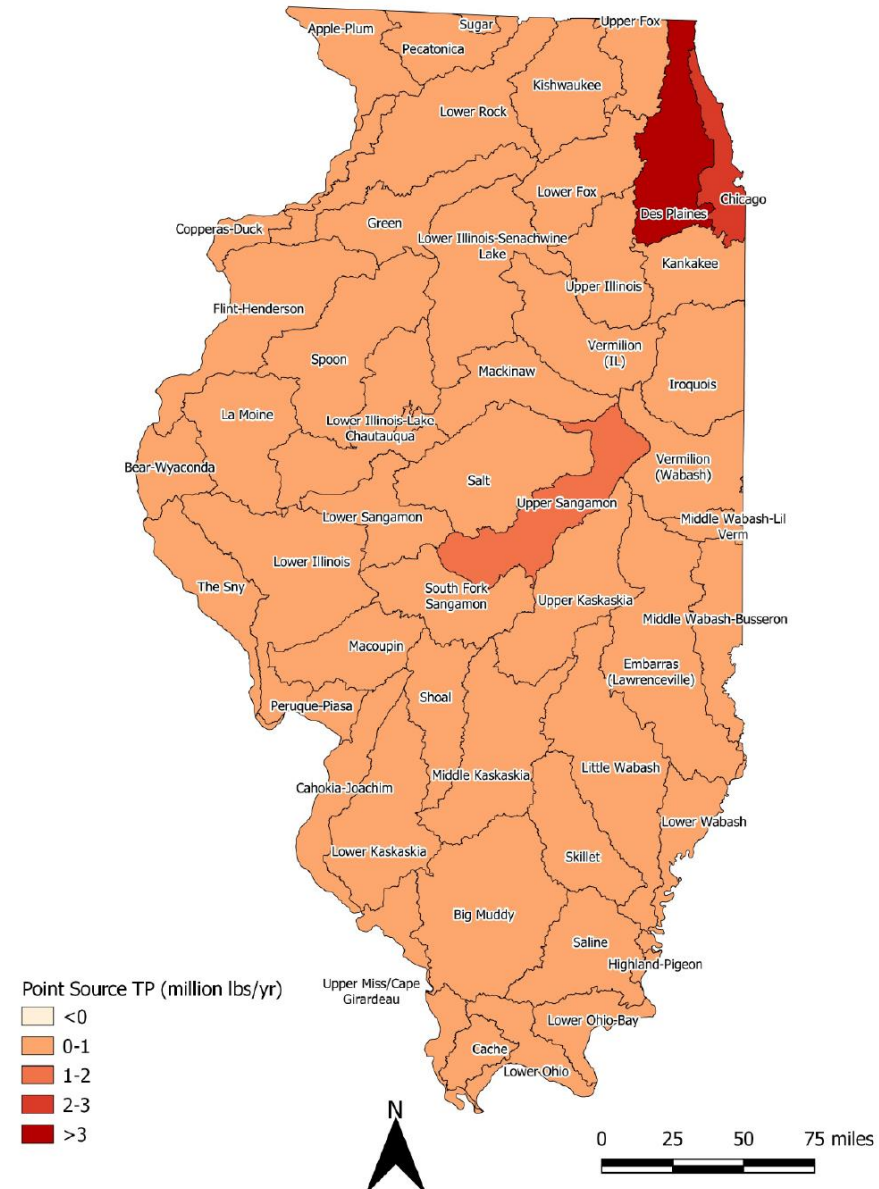 Apple-Plum
Sugar
Upper Fox
Pecatonica
Kishwaukee
Lower Rock
Lower Fox
Chicago
Des Plaines
Copperas-Duck
Green
Lower Illinois-Senachwine
Lake
Kankakee
Upper Illinois
Flint-Henderson
Spoon
Vermilion
(IL)
Mackinaw
Iroquois
La Moine
Lower Illinois-Lake
Chautauqua
Bear-Wyaconda
Vermilion
(Wabash)
Salt
Upper Sangamon
Lower Sangamon
Middle Wabash-Lil
Verm
Lower Illinois
The Sny
South Fork
Sangamon
Upper Kaskaskia
Middle Wabash-Busseron
Macoupin
Embarras
(Lawrenceville)
Shoal
Peruque-Piasa
Little Wabash
Middle Kaskaskia
Cahokia-Joachim
Lower Wabash
Lower Kaskaskia
Skillet
Big Muddy
Saline
Highland-Pigeon
Upper Miss/Cape
Girardeau
Lower Ohio-Bay
Cache
Lower Ohio
Point Source TP (million lbs/yr)
<0
0-1
1-2
2-3
>3
N
0 25 50 75 miles